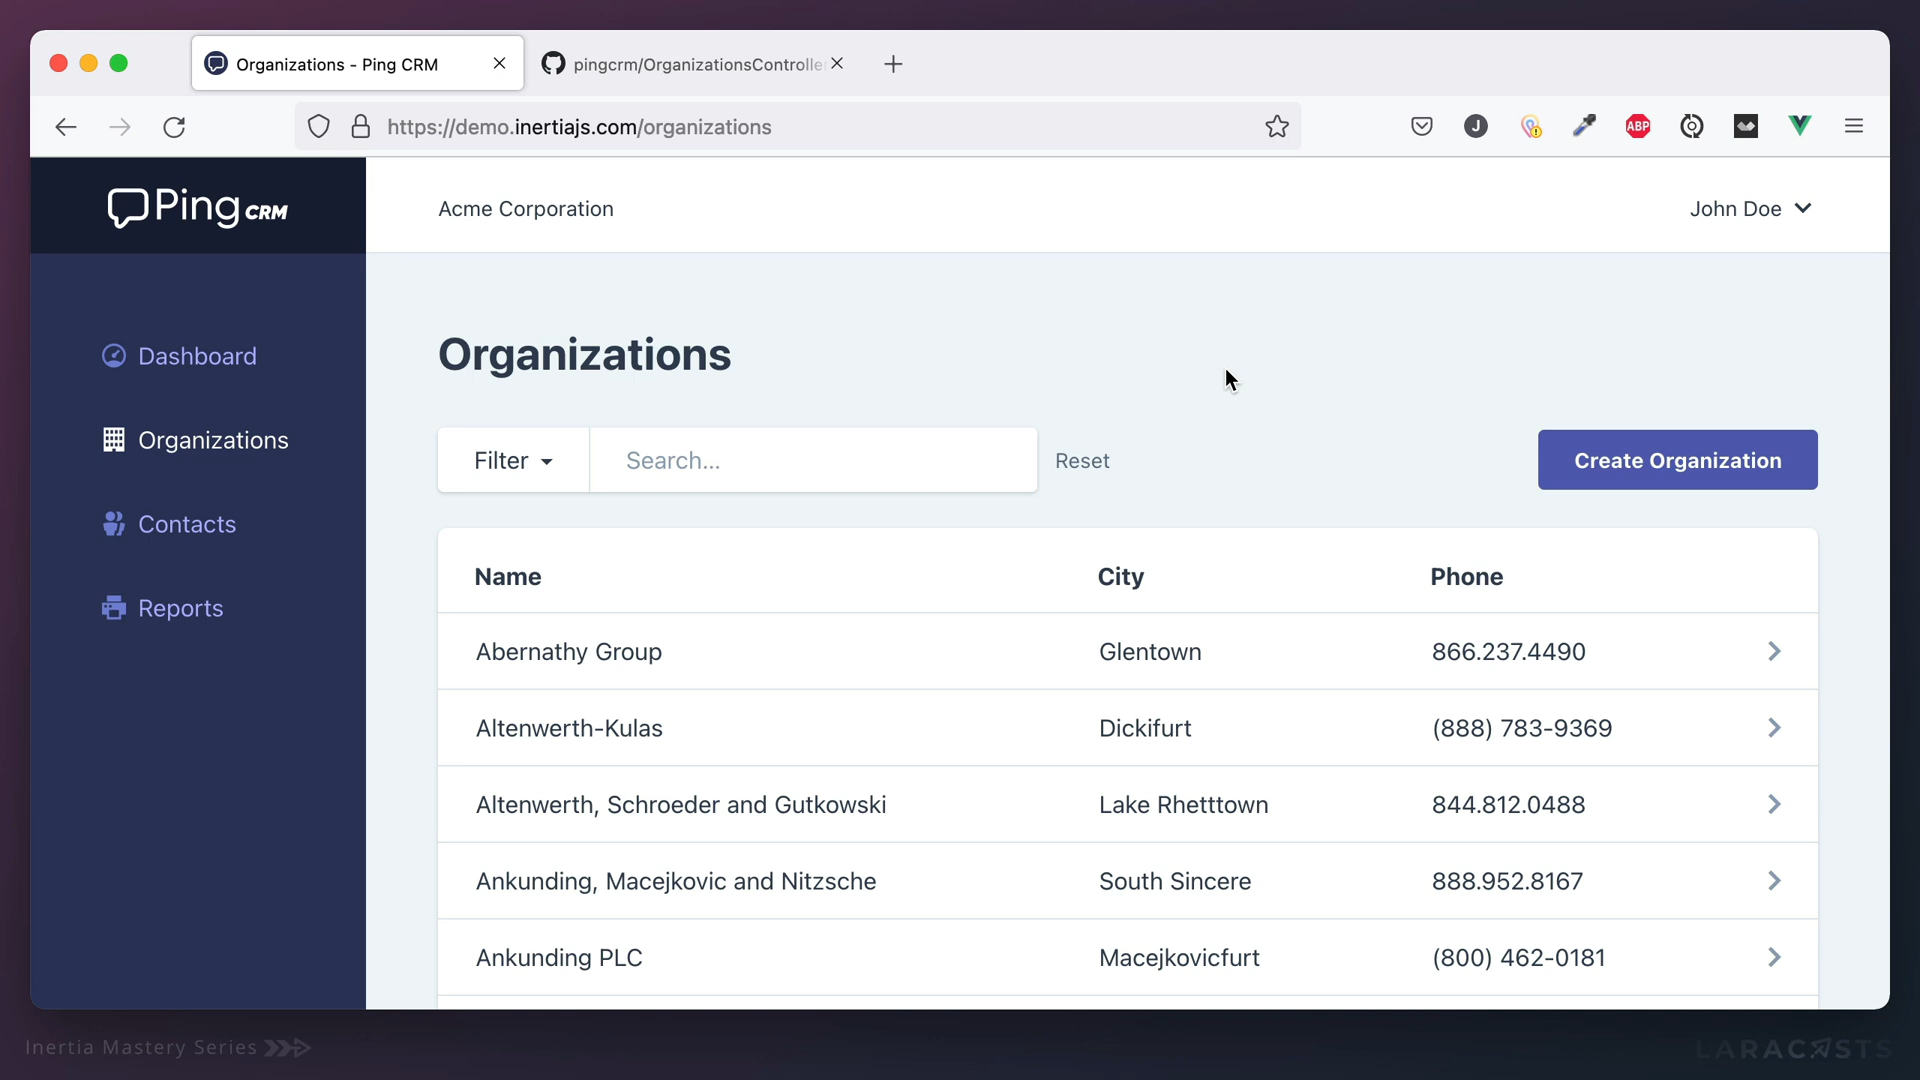 Organizations - Ping CRM
pingcrm/OrganizationsControlle
https://demo.inertiajs.com/organizations
J
ABP
Ping CRM
Acme Corporation
John Doe
Dashboard
Organizations
Contacts
Reports
Organizations
Filter
Search...
Reset
Create Organization
Name City Phone
Abernathy Group Glentown 866.237.4490
Altenwerth-Kulas Dickifurt (888) 783-9369
Altenwerth, Schroeder and Gutkowski Lake Rhetttown 844.812.0488
Ankunding, Macejkovic and Nitzsche South Sincere 888.952.8167
Ankunding PLC Macejkovicfurt (800) 462-0181
Inertia Mastery Series
LARACASTS